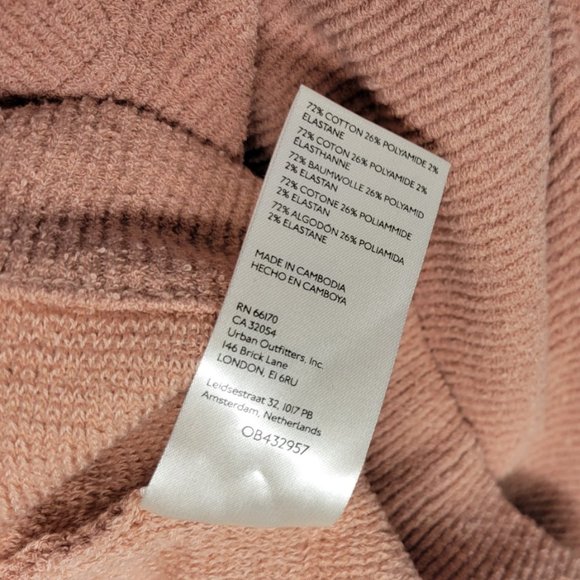 72% COTTON 26% POLYAMIDE 2%
ELASTANE
72% COTON 26% POLYAMIDE 2%
ÉLASTHANNE
72% BAUMWOLLE 26% POLYAMID
2% ELASTAN
72% COTONE 26% POLIAMMIDE
2% ELASTAN
72% ALGODÓN 26% POLIAMIDA
2% ELASTANE
MADE IN CAMBODIA
HECHO EN CAMBOYA
RN 66170
CA 32054
Urban Outfitters, Inc.
146 Brick Lane
LONDON, E1 6RU
Leidsestraat 32, 1017 PB
Amsterdam, Netherlands
OB432957